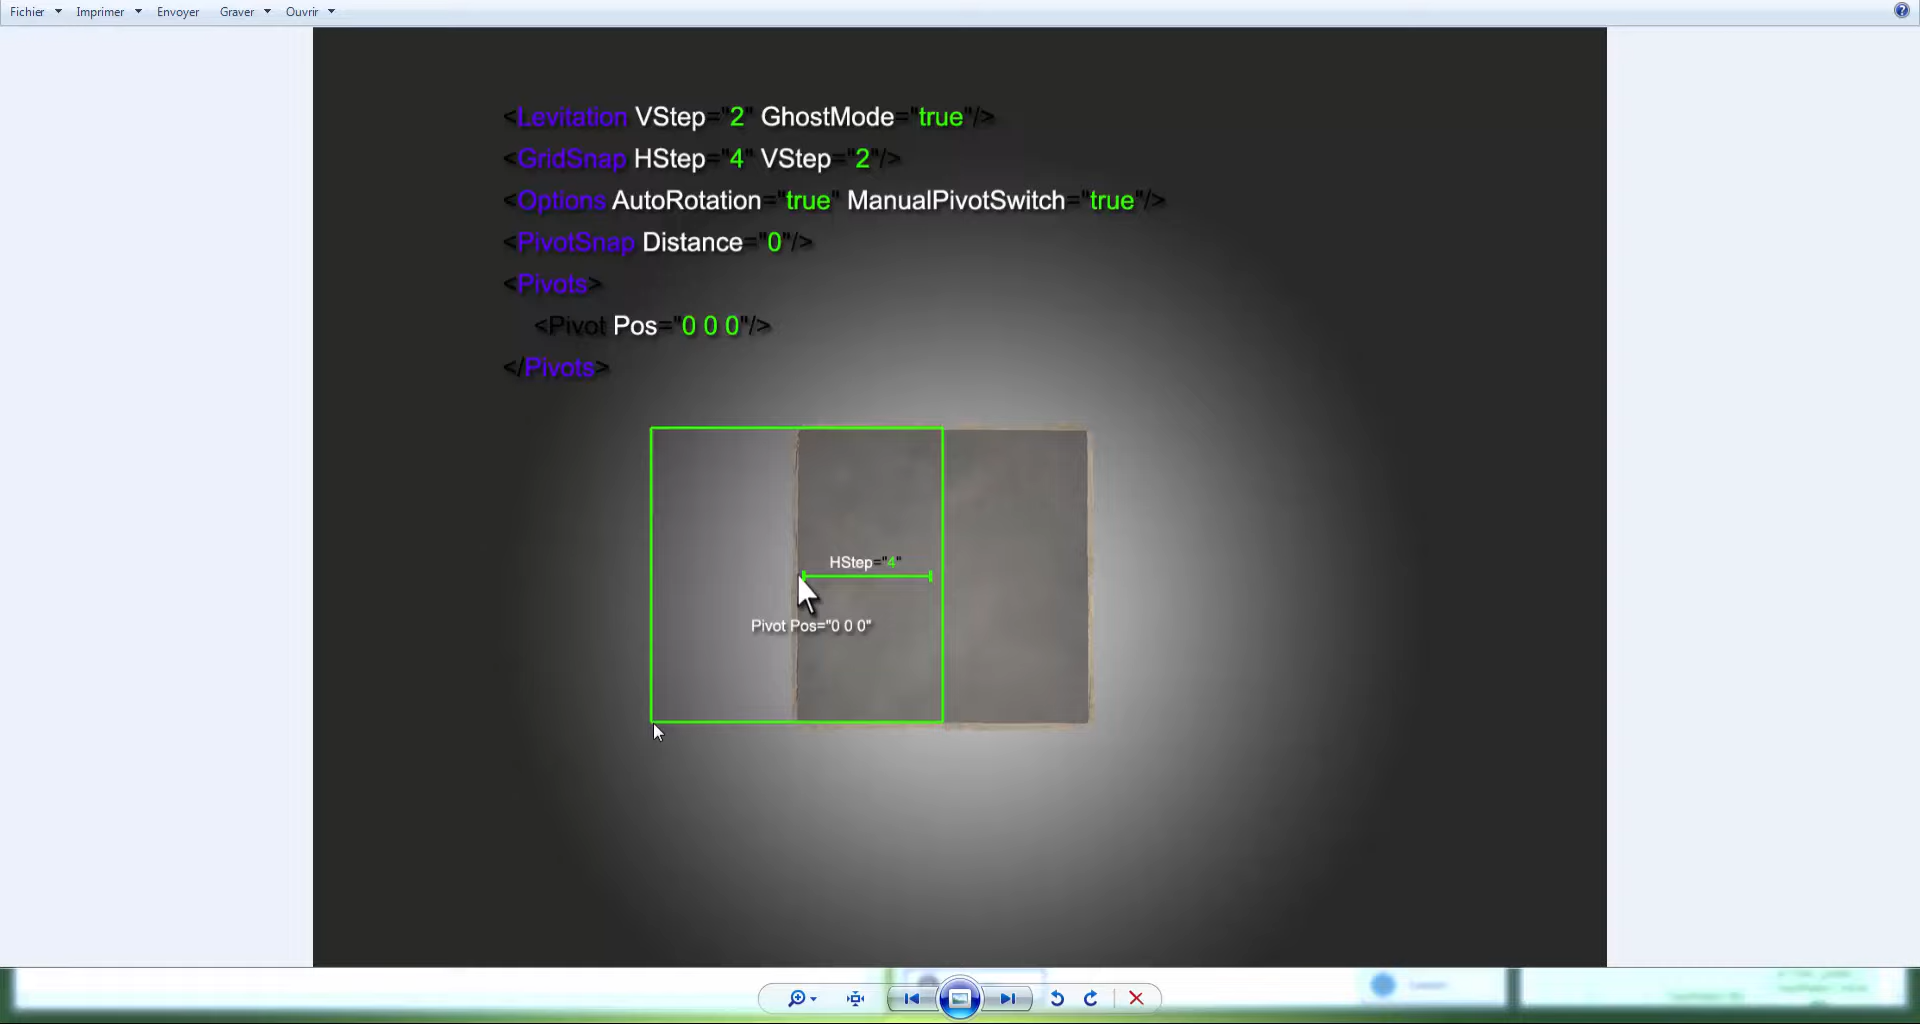 Fichier Imprimer Envoyer Graver Ouvrir
<Levitation VStep="2" GhostMode="true"/>
<GridSnap HStep="4" VStep="2"/>
<Options AutoRotation="true" ManualPivotSwitch="true"/>
<PivotSnap Distance="0"/>
<Pivots>
<Pivot Pos="0 0 0"/>
</Pivots>
HStep="4"
Pivot Pos="0 0 0"